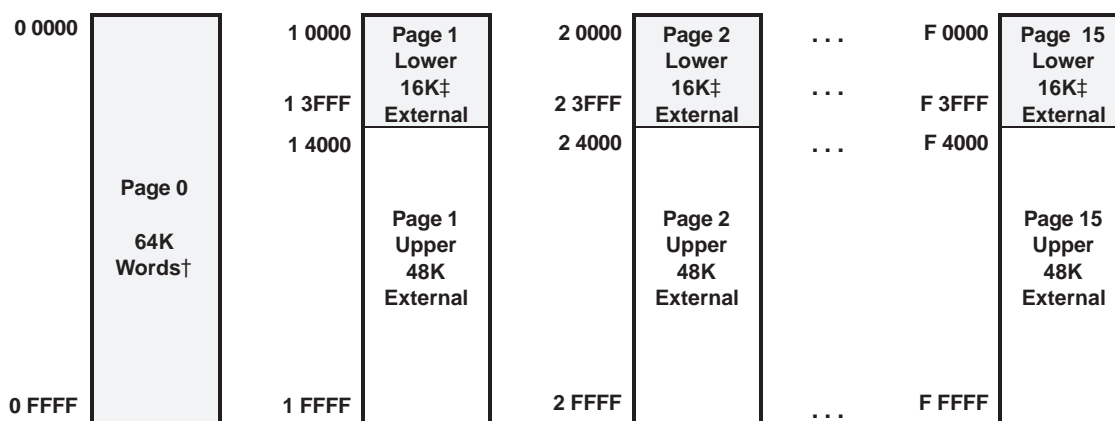 0 0000
Page 0
64K
Words†
0 FFFF
1 0000
Page 1
Lower
16K‡
External
1 3FFF
1 4000
Page 1
Upper
48K
External
1 FFFF
2 0000
Page 2
Lower
16K‡
External
2 3FFF
2 4000
Page 2
Upper
48K
External
2 FFFF
. . .
. . .
. . .
. . .
F 0000
Page 15
Lower
16K‡
External
F 3FFF
F 4000
Page 15
Upper
48K
External
F FFFF